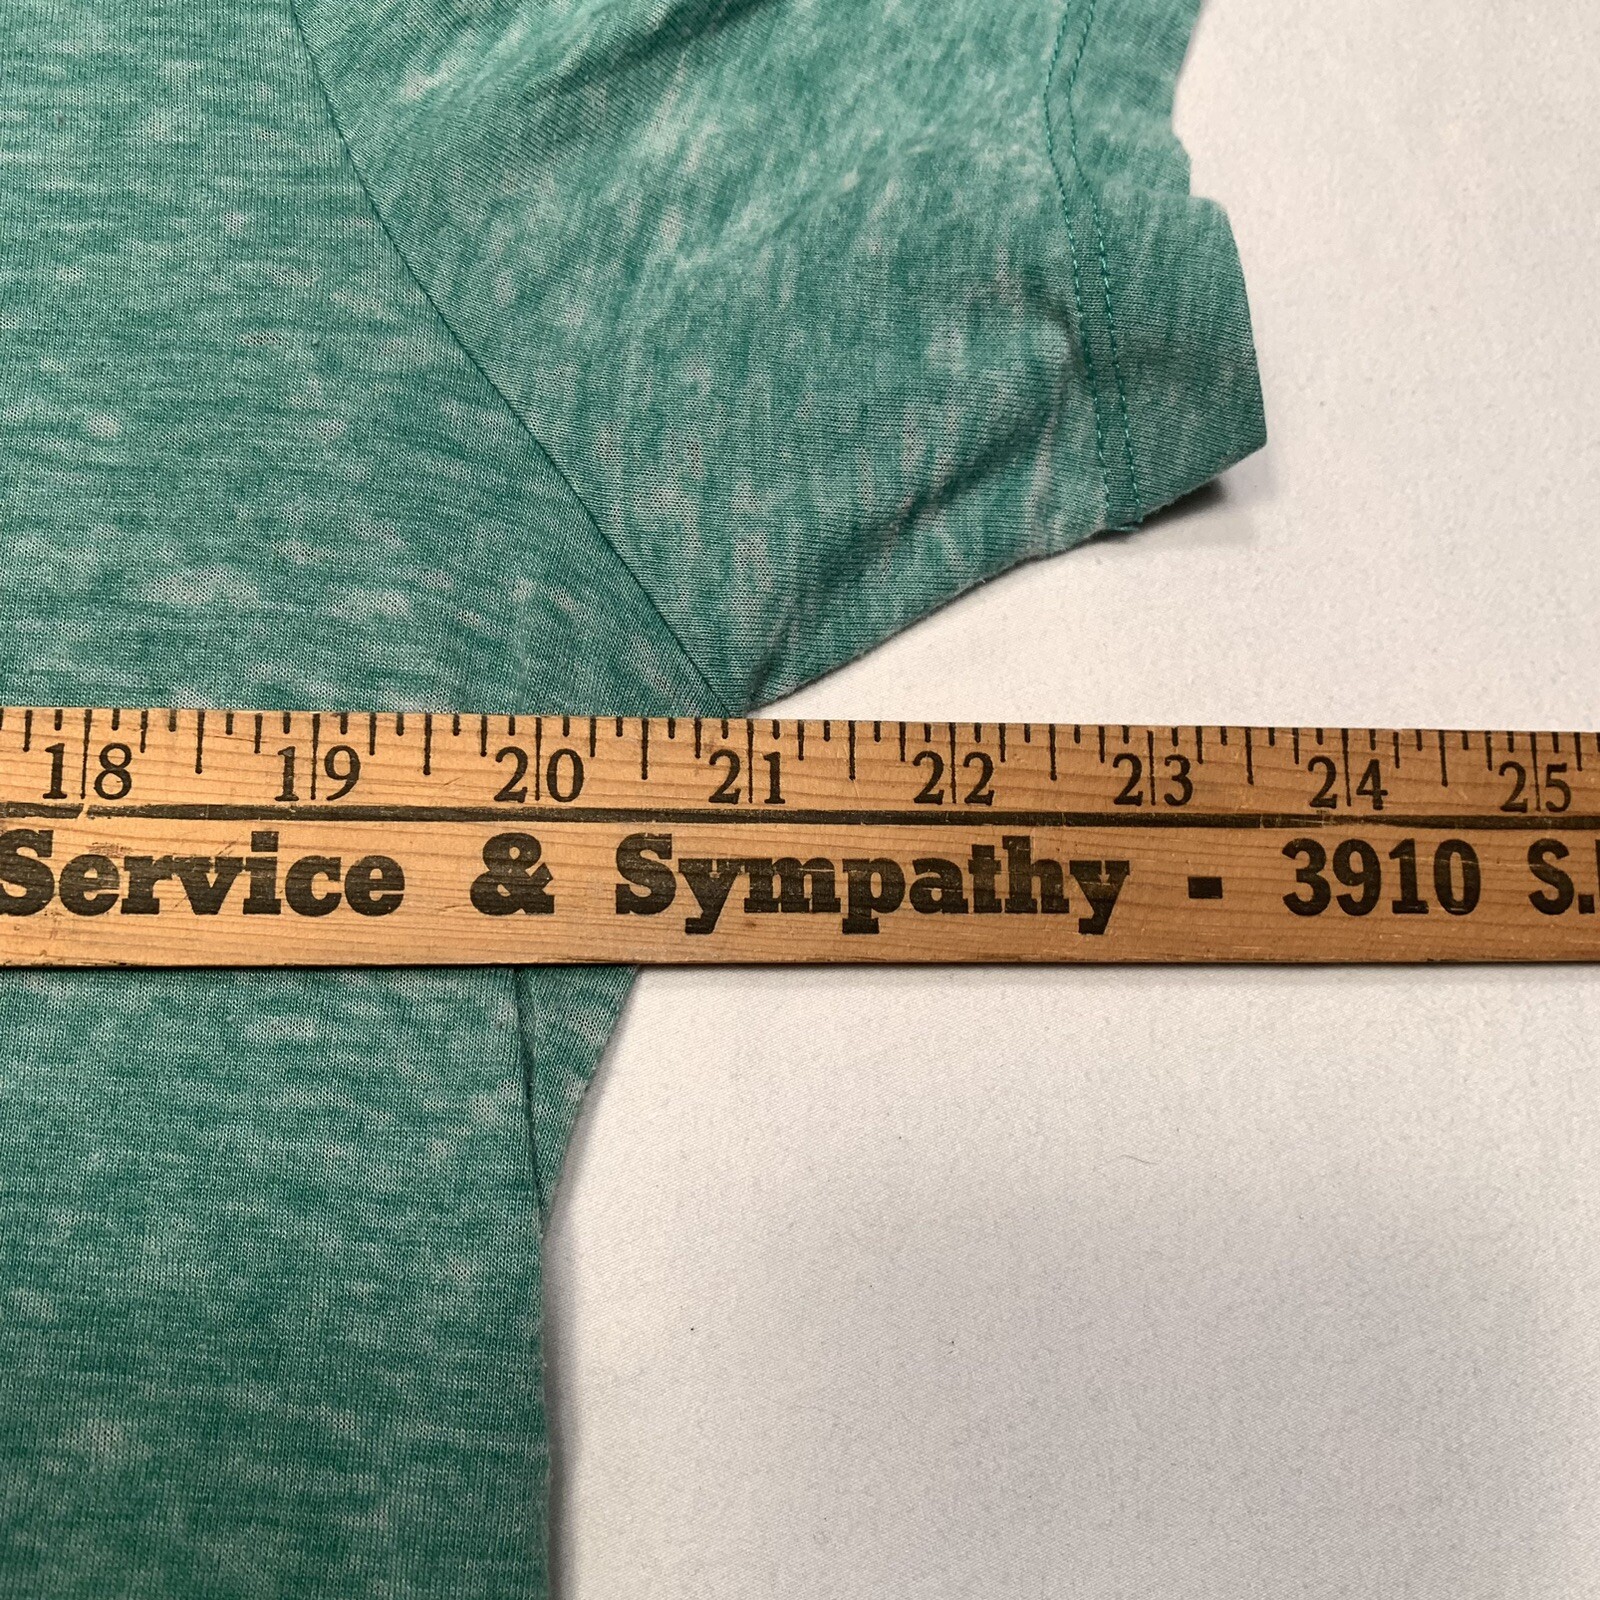 18 19 20 21 22 23 24 25
Service & Sympathy - 3910 S.